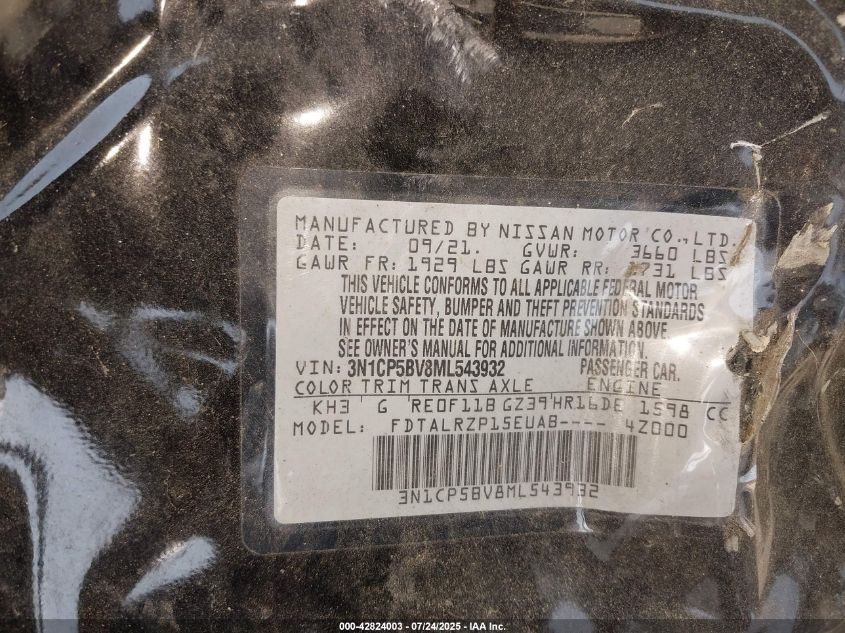 MANUFACTURED BY NISSAN MOTOR CO., LTD.
DATE: 09/21. GVWR: 3660 LBS
GAWR FR: 1929 LBS GAWR RR: 1731 LBS
THIS VEHICLE CONFORMS TO ALL APPLICABLE FEDERAL MOTOR
VEHICLE SAFETY, BUMPER AND THEFT PREVENTION STANDARDS
IN EFFECT ON THE DATE OF MANUFACTURE SHOWN ABOVE.
SEE OWNER'S MANUAL FOR ADDITIONAL INFORMATION.
VIN: 3N1CP5BV8ML543932 PASSENGER CAR.
COLOR TRIM TRANS AXLE ENGINE
KH3 G RE0F11B GZ39 HR16DE 1598 CC
MODEL: FDTALRZP15EUAB---- 4Z000
3N1CP5BV8ML543932
000-42824003 - 07/24/2025 - IAA Inc.